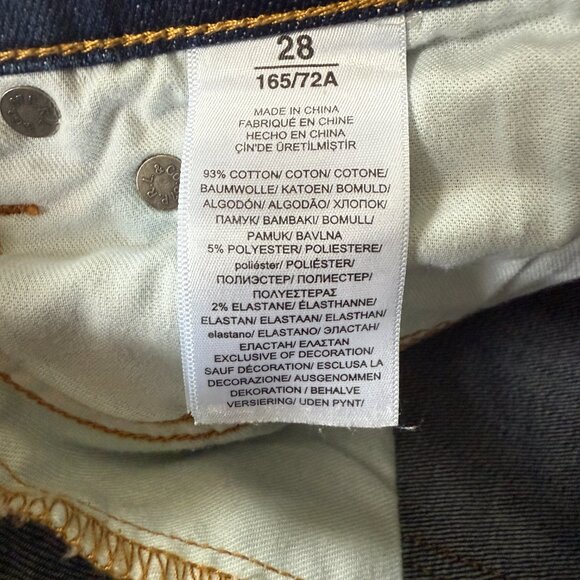 28
165/72A
MADE IN CHINA
FABRIQUÉ EN CHINE
HECHO EN CHINA
ÇİN'DE ÜRETİLMİŞTİR
93% COTTON/ COTON/ COTONE/
BAUMWOLLE/ KATOEN/ BOMULD/
ALGODÓN/ ALGODÃO/ ХЛОПОК/
ПАМУК/ BAMBAKI/ BOMULL/
PAMUK/ BAVLNA
5% POLYESTER/ POLIESTERE/
poliéster/ POLIÉSTER/
ПОЛИЭСТЕР/ ПОЛИЕСТЕР/
ΠΟΛΥΕΣΤΕΡΑΣ
2% ELASTANE/ ÉLASTHANNE/
ELASTAN/ ELASTAAN/ ELASTHAN/
elastano/ ELASTANO/ ЭЛАСТАН/
ЕЛАСТАН/ ΕΛΑΣΤΑΝ
EXCLUSIVE OF DECORATION/
SAUF DÉCORATION/ ESCLUSA LA
DECORAZIONE/ AUSGENOMMEN
DEKORATION / BEHALVE
VERSIERING/ UDEN PYNT/